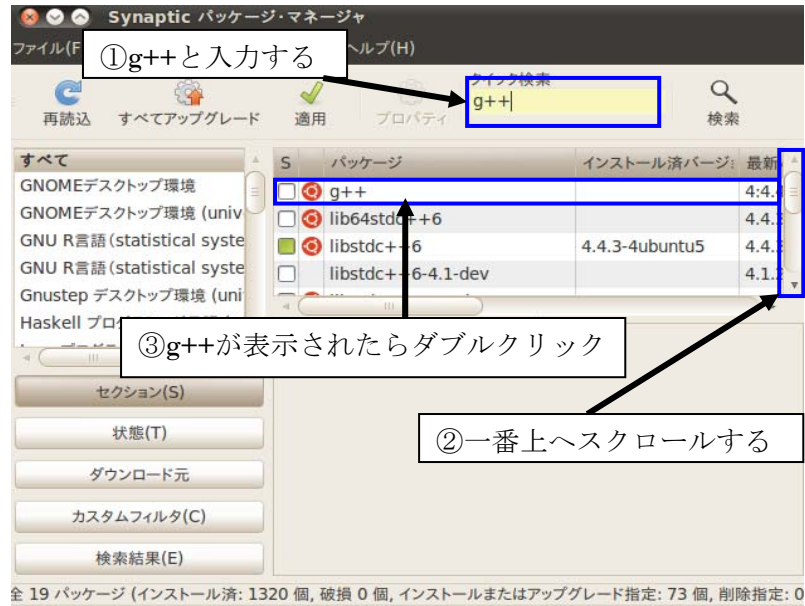 Synaptic パッケージ・マネージャ
ファイル(F
ヘルプ(H)
①g++と入力する
再読込
すべてアップグレード
適用
プロパティ
クイック検索
g++
検索
すべて
GNOMEデスクトップ環境
GNOMEデスクトップ環境 (univ
GNU R言語(statistical syste
GNU R言語(statistical syste
Gnustep デスクトップ環境 (uni
Haskell プロ
S パッケージ インストール済バージョ 最新
g++ 4:4.4
lib64stdc++6 4.4.3
libstdc++6 4.4.3-4ubuntu5 4.4.3
libstdc++6-4.1-dev 4.1.2
③g++が表示されたらダブルクリック
②一番上へスクロールする
セクション(S)
状態(T)
ダウンロード元
カスタムフィルタ(C)
検索結果(E)
全 19 パッケージ (インストール済: 1320 個, 破損 0 個, インストールまたはアップグレード指定: 73 個, 削除指定: 0